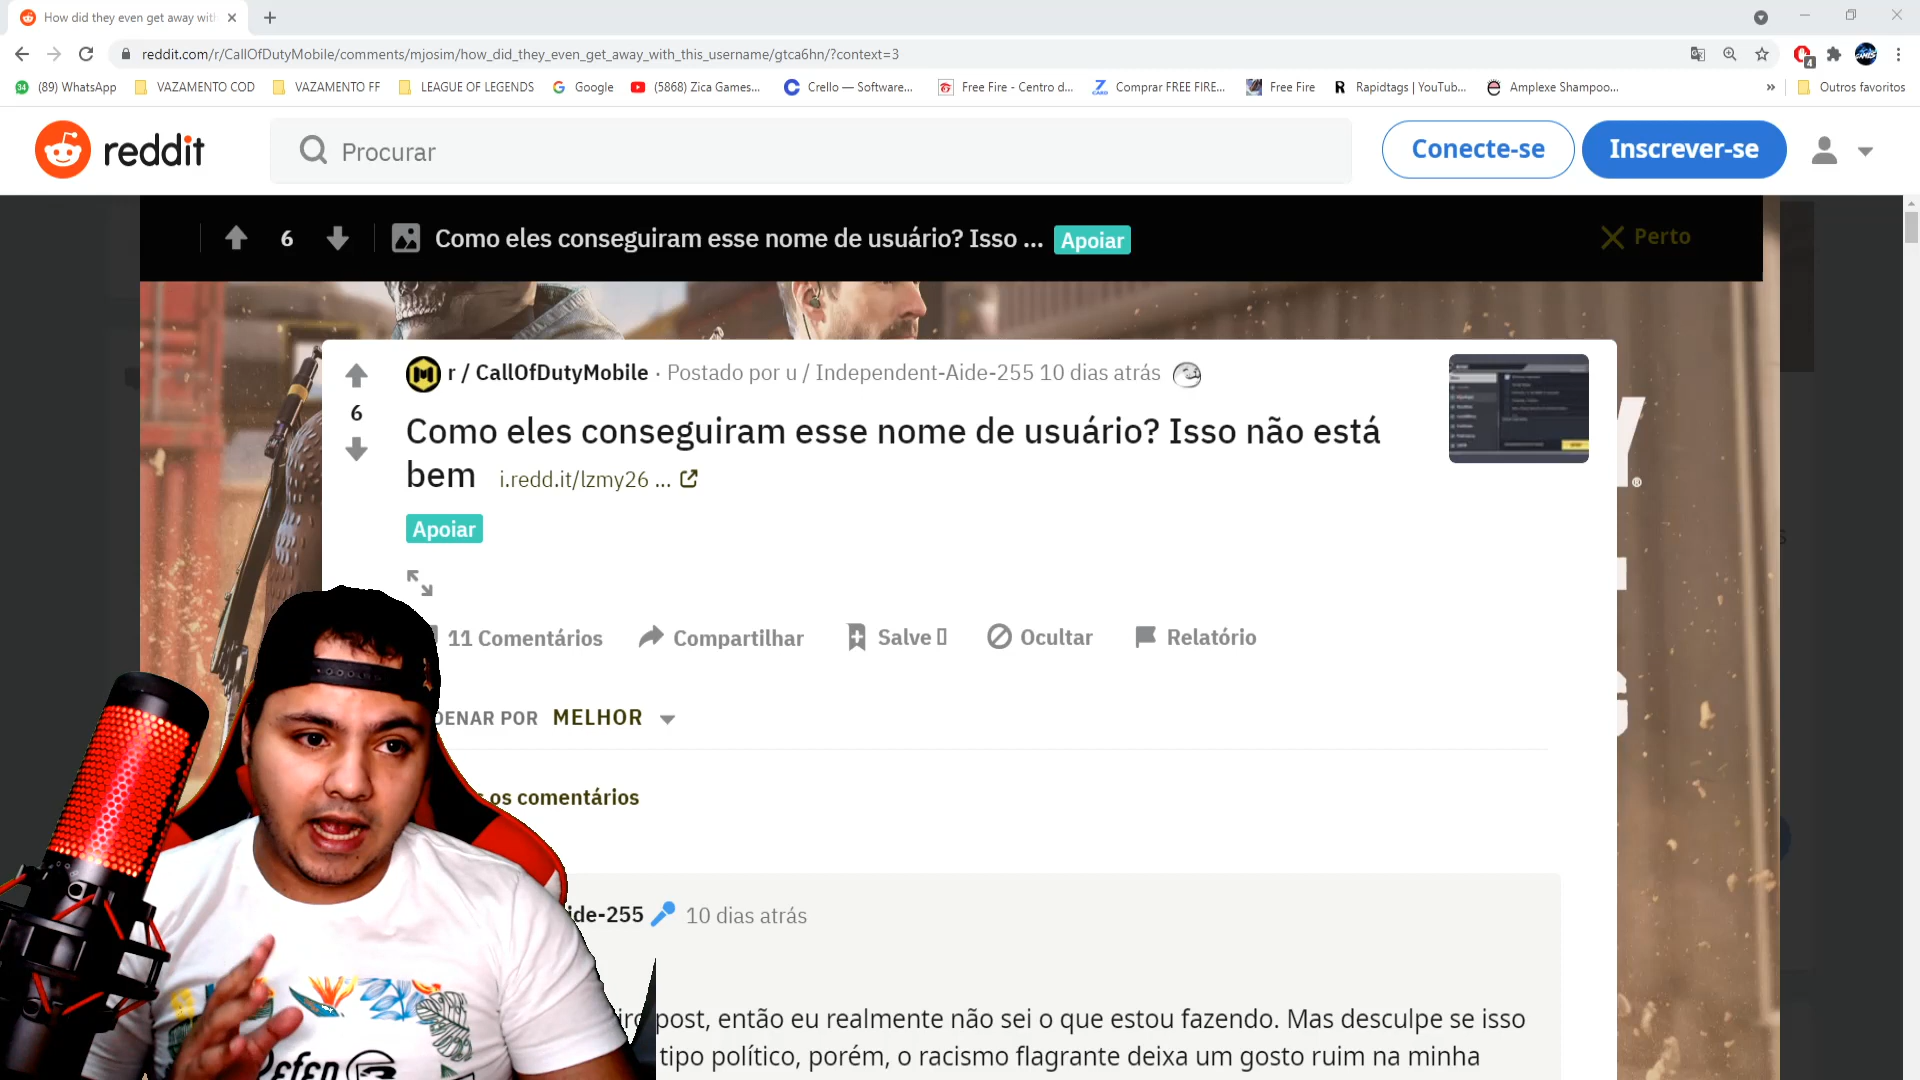 How did they even get away with
reddit.com/r/CallOfDutyMobile/comments/mjosim/how_did_they_even_get_away_with_this_username/gtca6hn/?context=3
(89) WhatsApp
VAZAMENTO COD
VAZAMENTO FF
LEAGUE OF LEGENDS
Google
(5868) Zica Games...
Crello — Software...
Free Fire - Centro d...
Comprar FREE FIRE...
Free Fire
Rapidtags | YouTub...
Amplexe Shampoo...
»
Outros favoritos
reddit
Procurar
Conecte-se
Inscrever-se
6
Como eles conseguiram esse nome de usuário? Isso ...
Apoiar
Perto
r / CallOfDutyMobile · Postado por u / Independent-Aide-255 10 dias atrás
6
Como eles conseguiram esse nome de usuário? Isso não está
bem i.redd.it/lzmy26 ...
Apoiar
11 Comentários
Compartilhar
Salve
Ocultar
Relatório
DENAR POR MELHOR
os comentários
ide-255 10 dias atrás
post, então eu realmente não sei o que estou fazendo. Mas desculpe se isso
tipo político, porém, o racismo flagrante deixa um gosto ruim na minha